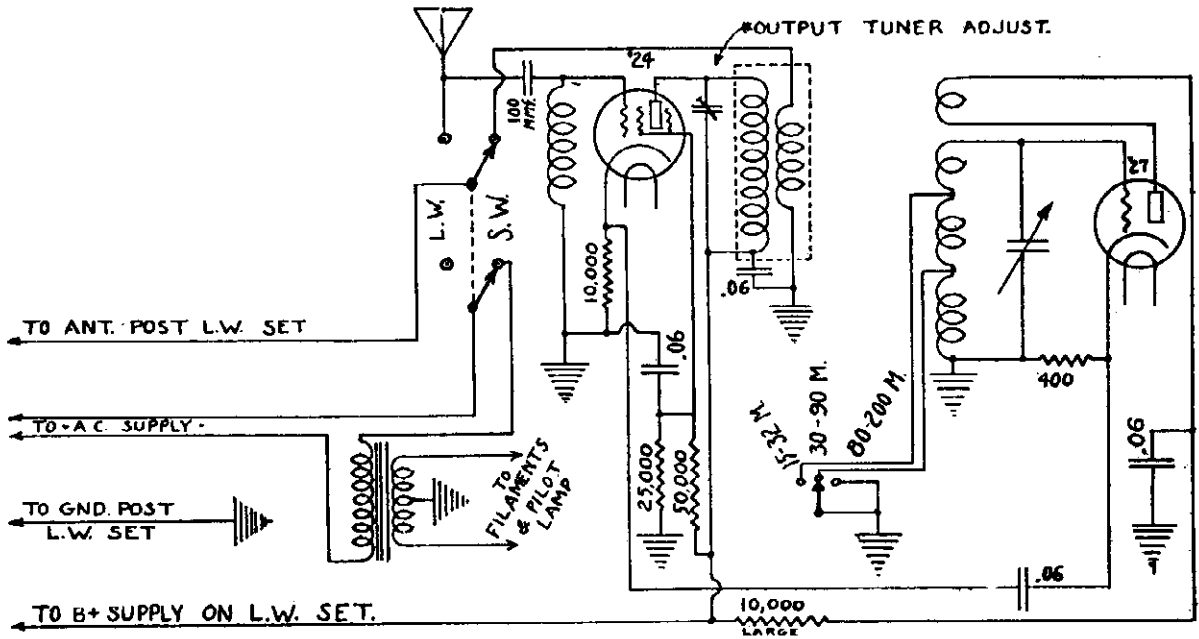 *OUTPUT TUNER ADJUST.
'24
100
MMF.
L.W.
S.W.
10,000
.06
.06
'27
TO ANT. POST L.W. SET
400
15-32 M.
30-90 M.
80-200 M.
.06
TO - A C. SUPPLY -
TO
FILAMENTS
& PILOT
LAMP
25,000
50,000
TO GND. POST
L.W. SET
.06
TO B+ SUPPLY ON L.W. SET.
10,000
LARGE